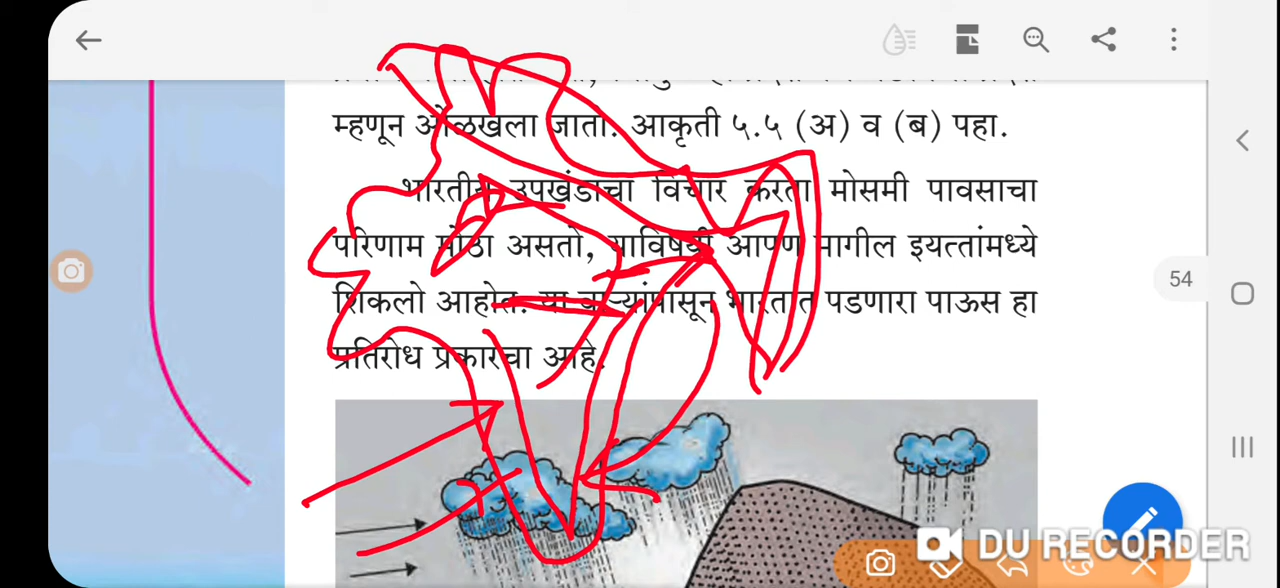 म्हणून ओळखला जातो. आकृती ५.५ (अ) व (ब) पहा.
भारतीय उपखंडाचा विचार करता मोसमी पावसाचा
परिणाम मोठा असतो, याविषयी आपण मागील इयत्तांमध्ये
शिकलो आहोत. या वाऱ्यांपासून भारतात पडणारा पाऊस हा
प्रतिरोध प्रकारचा आहे.
54
DU RECORDER